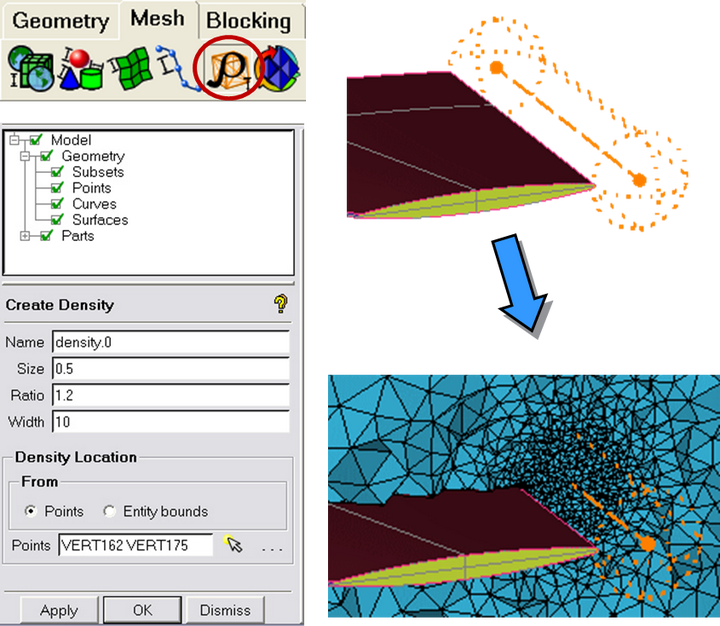 Geometry Mesh Blocking
ρ
Model
Geometry
Subsets
Points
Curves
Surfaces
Parts
Create Density
?
Name density.0
Size 0.5
Ratio 1.2
Width 10
Density Location
From
Points Entity bounds
Points VERT162 VERT175 ...
Apply OK Dismiss